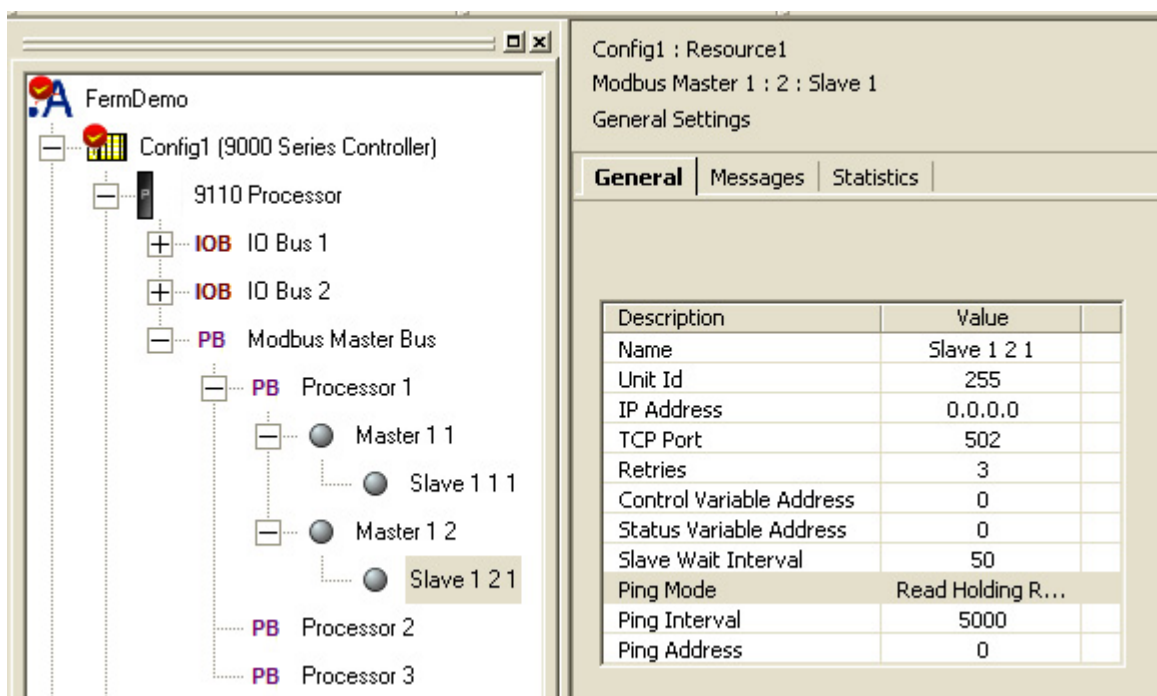 FermDemo
Config1 (9000 Series Controller)
P
9110 Processor
IOB IO Bus 1
IOB IO Bus 2
PB Modbus Master Bus
PB Processor 1
Master 1 1
Slave 1 1 1
Master 1 2
Slave 1 2 1
PB Processor 2
PB Processor 3
Config1 : Resource1
Modbus Master 1 : 2 : Slave 1
General Settings
General Messages Statistics
Description Value
Name Slave 1 2 1
Unit Id 255
IP Address 0.0.0.0
TCP Port 502
Retries 3
Control Variable Address 0
Status Variable Address 0
Slave Wait Interval 50
Ping Mode Read Holding R...
Ping Interval 5000
Ping Address 0